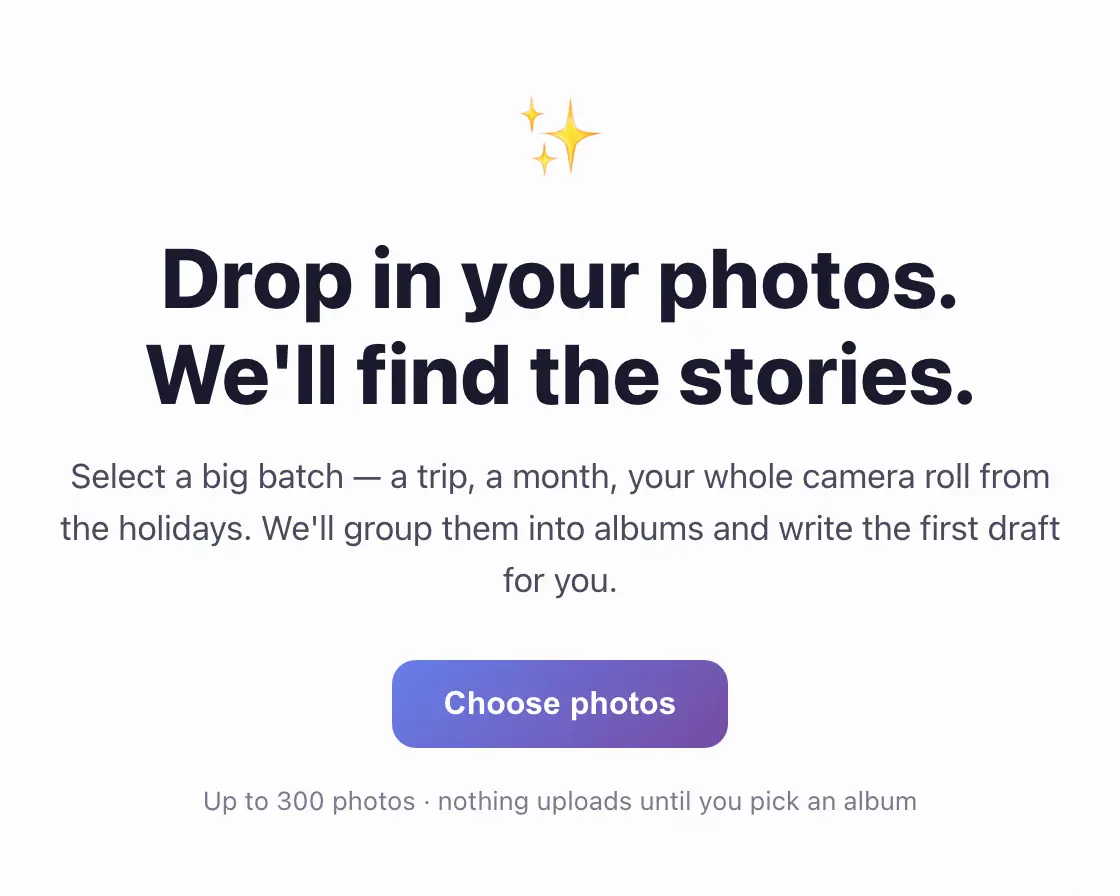 Drop in your photos.
We'll find the stories.
Select a big batch — a trip, a month, your whole camera roll from
the holidays. We'll group them into albums and write the first draft
for you.
Choose photos
Up to 300 photos · nothing uploads until you pick an album